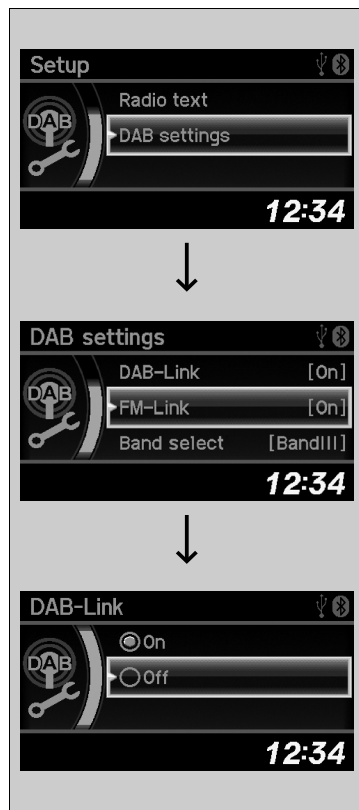 Setup
DAB
Radio text
DAB settings
12:34
DAB settings
DAB
DAB-Link [On]
FM-Link [On]
Band select [BandIII]
12:34
DAB-Link
DAB
On
Off
12:34